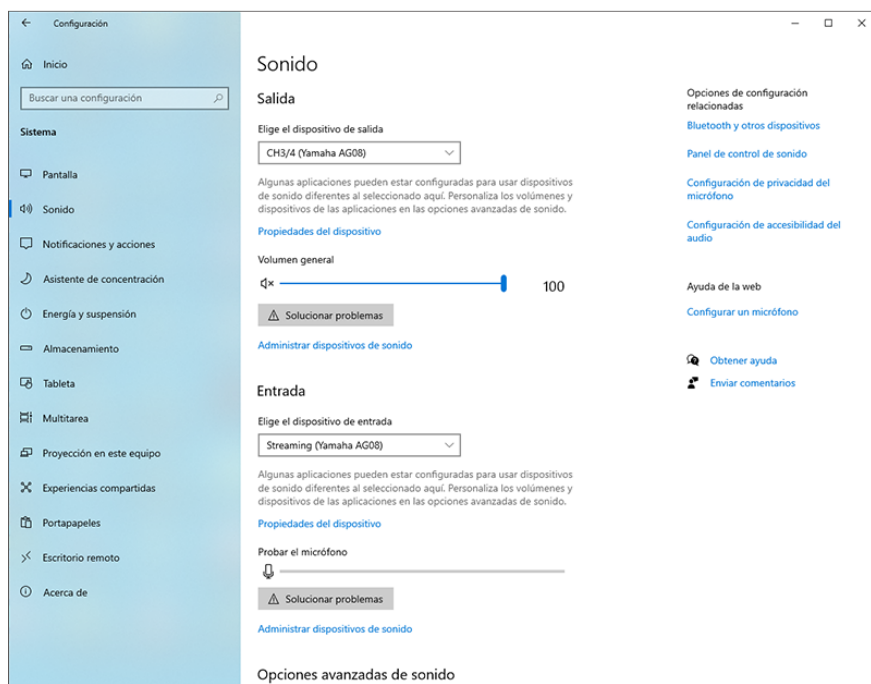 Configuración
Inicio
Buscar una configuración
Sistema
Pantalla
Sonido
Notificaciones y acciones
Asistente de concentración
Energía y suspensión
Almacenamiento
Tableta
Multitarea
Proyección en este equipo
Experiencias compartidas
Portapapeles
Escritorio remoto
Acerca de
Sonido
Salida
Elige el dispositivo de salida
CH3/4 (Yamaha AG08)
Algunas aplicaciones pueden estar configuradas para usar dispositivos
de sonido diferentes al seleccionado aquí. Personaliza los volúmenes y
dispositivos de las aplicaciones en las opciones avanzadas de sonido.
Propiedades del dispositivo
Volumen general
100
Solucionar problemas
Administrar dispositivos de sonido
Entrada
Elige el dispositivo de entrada
Streaming (Yamaha AG08)
Algunas aplicaciones pueden estar configuradas para usar dispositivos
de sonido diferentes al seleccionado aquí. Personaliza los volúmenes y
dispositivos de las aplicaciones en las opciones avanzadas de sonido.
Propiedades del dispositivo
Probar el micrófono
Solucionar problemas
Administrar dispositivos de sonido
Opciones avanzadas de sonido
Opciones de configuración
relacionadas
Bluetooth y otros dispositivos
Panel de control de sonido
Configuración de privacidad del
micrófono
Configuración de accesibilidad del
audio
Ayuda de la web
Configurar un micrófono
Obtener ayuda
Enviar comentarios